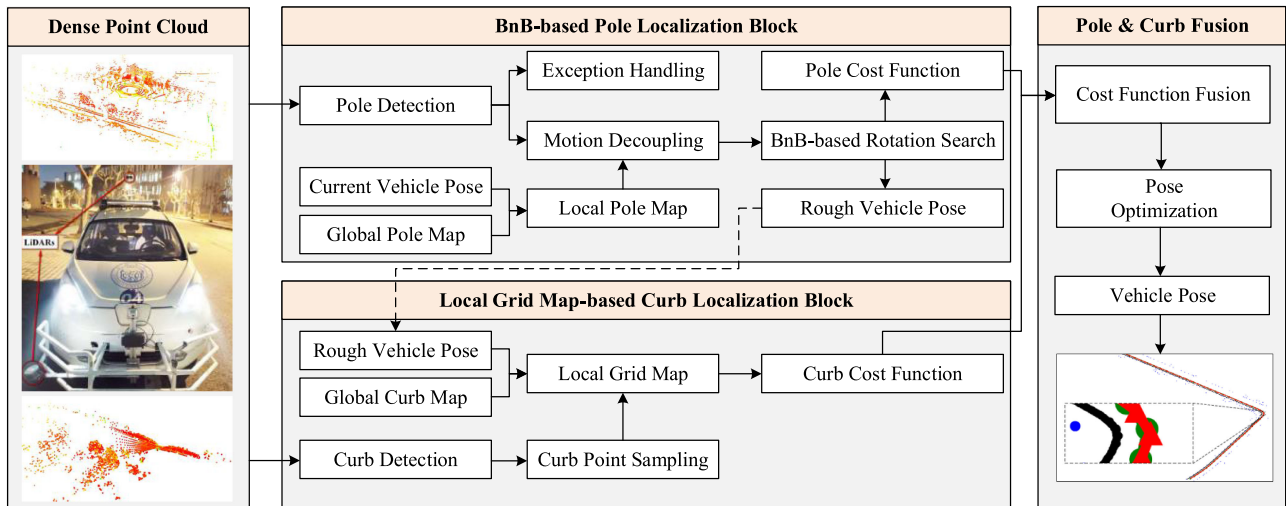 Dense Point Cloud
LiDARs
BnB-based Pole Localization Block
Pole Detection
Exception Handling
Motion Decoupling
Pole Cost Function
BnB-based Rotation Search
Current Vehicle Pose
Global Pole Map
Local Pole Map
Rough Vehicle Pose
Local Grid Map-based Curb Localization Block
Rough Vehicle Pose
Global Curb Map
Local Grid Map
Curb Cost Function
Curb Detection
Curb Point Sampling
Pole & Curb Fusion
Cost Function Fusion
Pose
Optimization
Vehicle Pose